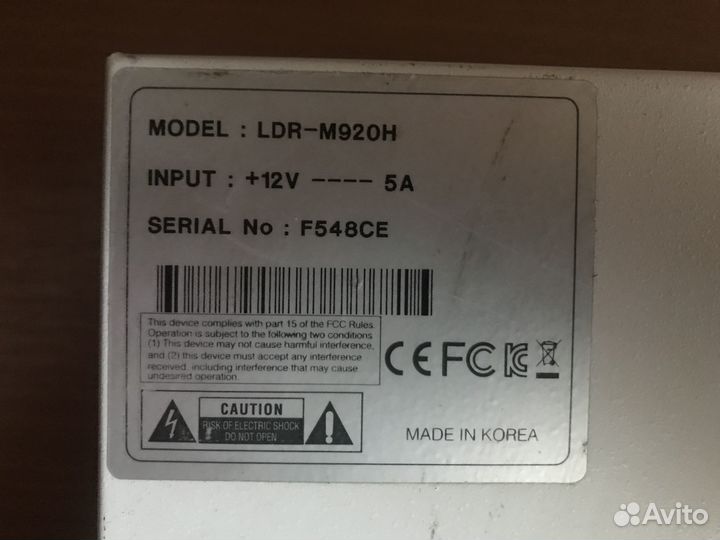 MODEL : LDR-M920H
INPUT : +12V ---- 5A
SERIAL No : F548CE
This device complies with part 15 of the FCC Rules.
Operation is subject to the following two conditions
(1) This device may not cause harmful interference,
and (2) this device must accept any interference
received, including interference that may cause
undesired operation.
CE FC KC
CAUTION
RISK OF ELECTRIC SHOCK
DO NOT OPEN
MADE IN KOREA
Avito